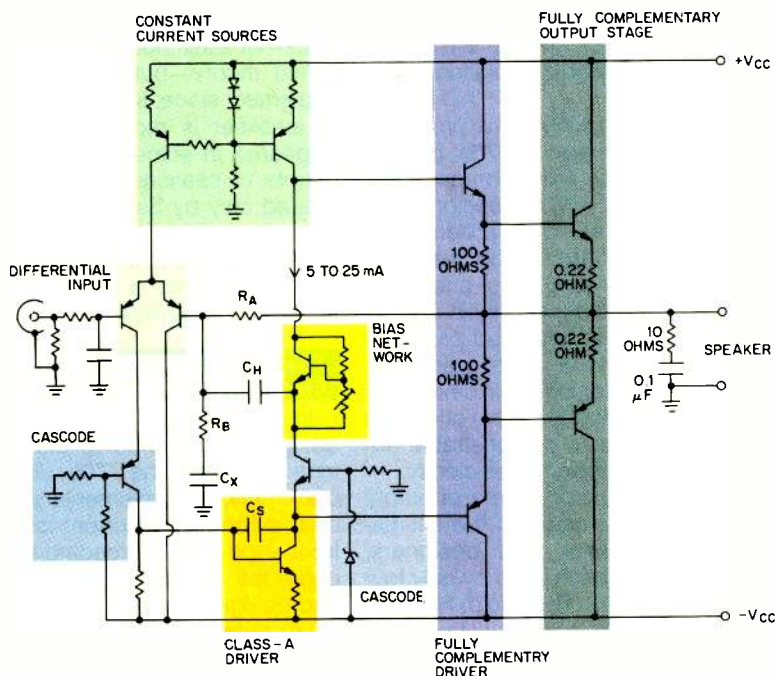 CONSTANT
CURRENT SOURCES
FULLY COMPLEMENTARY
OUTPUT STAGE
+VCC
DIFFERENTIAL
INPUT
5 TO 25 mA
100
OHMS
0.22
OHM
RA
BIAS
NET-
WORK
10
OHMS
SPEAKER
0.1
μF
100
OHMS
0.22
OHM
CH
RB
CX
CASCODE
CS
CASCODE
-VCC
CLASS-A
DRIVER
FULLY
COMPLEMENTRY
DRIVER